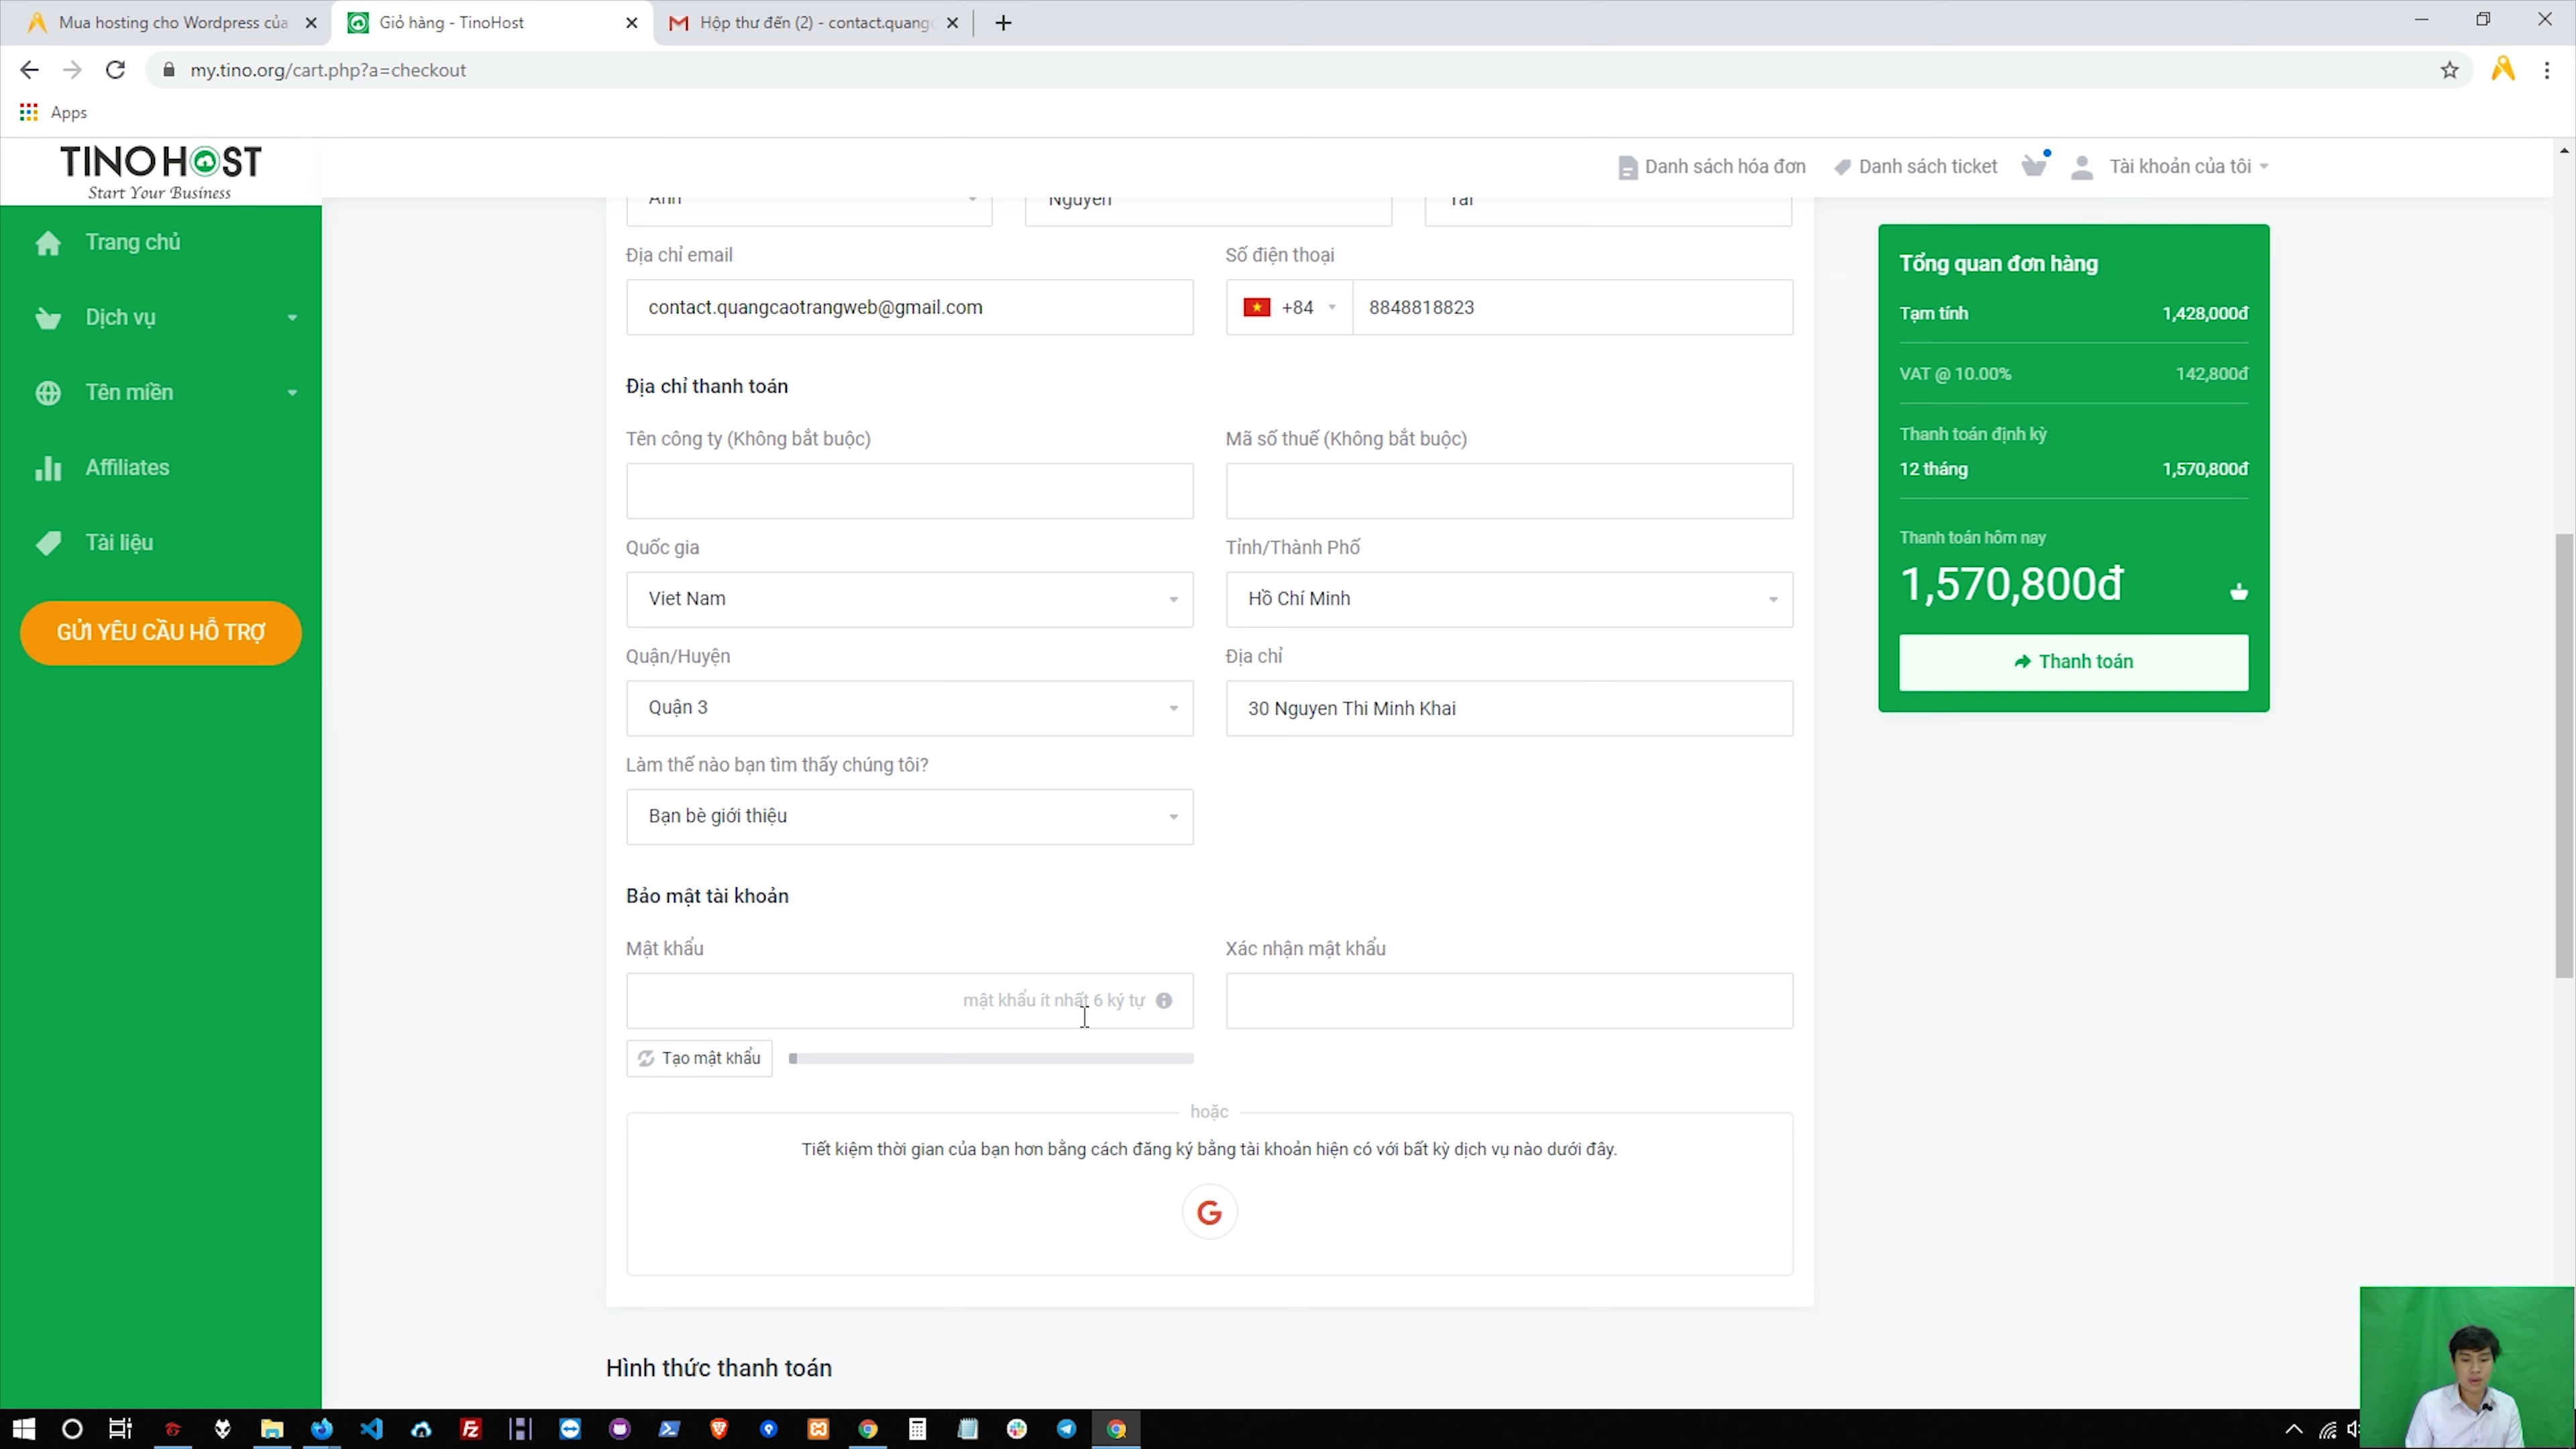 Mua hosting cho Wordpress của
Giỏ hàng - TinoHost
Hộp thư đến (2) - contact.quangc
my.tino.org/cart.php?a=checkout
Apps
TINOHOST
Start Your Business
Danh sách hóa đơn
Danh sách ticket
Tài khoản của tôi
Trang chủ
Dịch vụ
Tên miền
Affiliates
Tài liệu
GỬI YÊU CẦU HỖ TRỢ
Anh
Nguyen
Tai
Địa chỉ email
Số điện thoại
contact.quangcaotrangweb@gmail.com
+84
8848818823
Địa chỉ thanh toán
Tên công ty (Không bắt buộc)
Mã số thuế (Không bắt buộc)
Quốc gia
Tỉnh/Thành Phố
Viet Nam
Hồ Chí Minh
Quận/Huyện
Địa chỉ
Quận 3
30 Nguyen Thi Minh Khai
Làm thế nào bạn tìm thấy chúng tôi?
Bạn bè giới thiệu
Bảo mật tài khoản
Mật khẩu
Xác nhận mật khẩu
mật khẩu ít nhất 6 ký tự
Tạo mật khẩu
hoặc
Tiết kiệm thời gian của bạn hơn bằng cách đăng ký bằng tài khoản hiện có với bất kỳ dịch vụ nào dưới đây.
G
Hình thức thanh toán
Tổng quan đơn hàng
Tạm tính 1,428,000đ
VAT @ 10.00% 142,800đ
Thanh toán định kỳ
12 tháng 1,570,800đ
Thanh toán hôm nay
1,570,800đ
Thanh toán